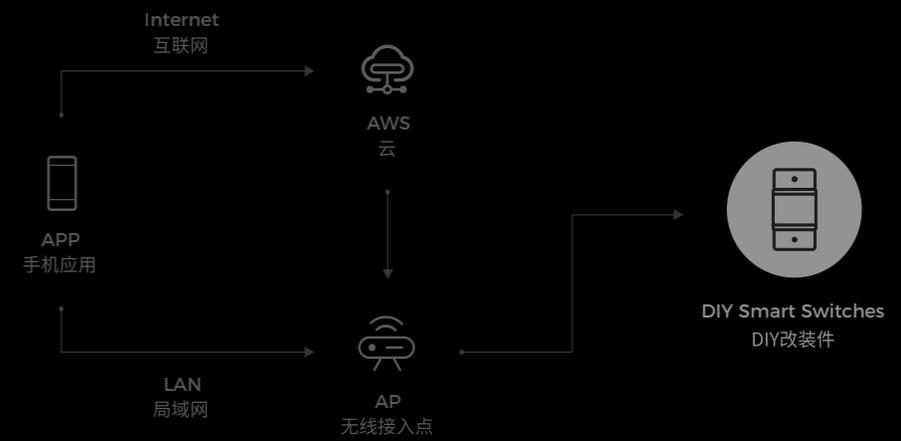 Internet
互联网
AWS
云
APP
手机应用
DIY Smart Switches
DIY改装件
LAN
局域网
AP
无线接入点